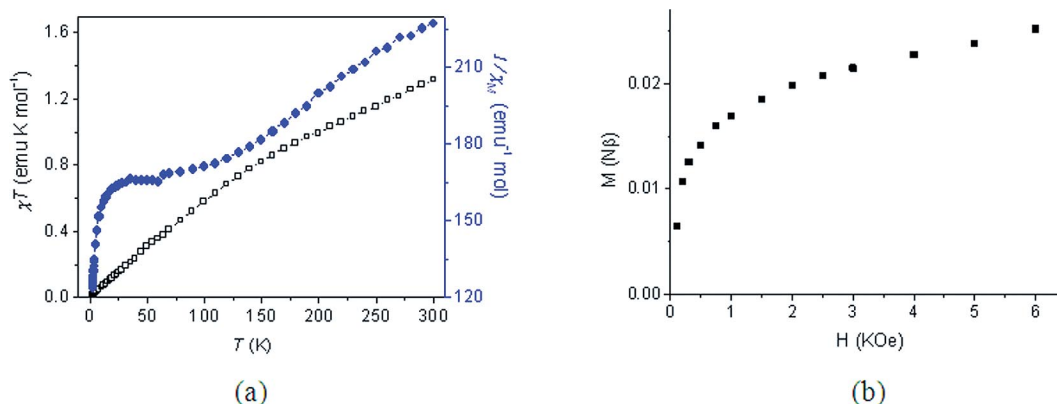 1.6
1.2
0.8
0.4
0.0
χT (emu K mol⁻¹)
210
180
150
120
1/χM (emu⁻¹ mol)
0 50 100 150 200 250 300
T (K)
(a)
0.02
0.01
0.00
M (Nβ)
0 1 2 3 4 5 6
H (KOe)
(b)